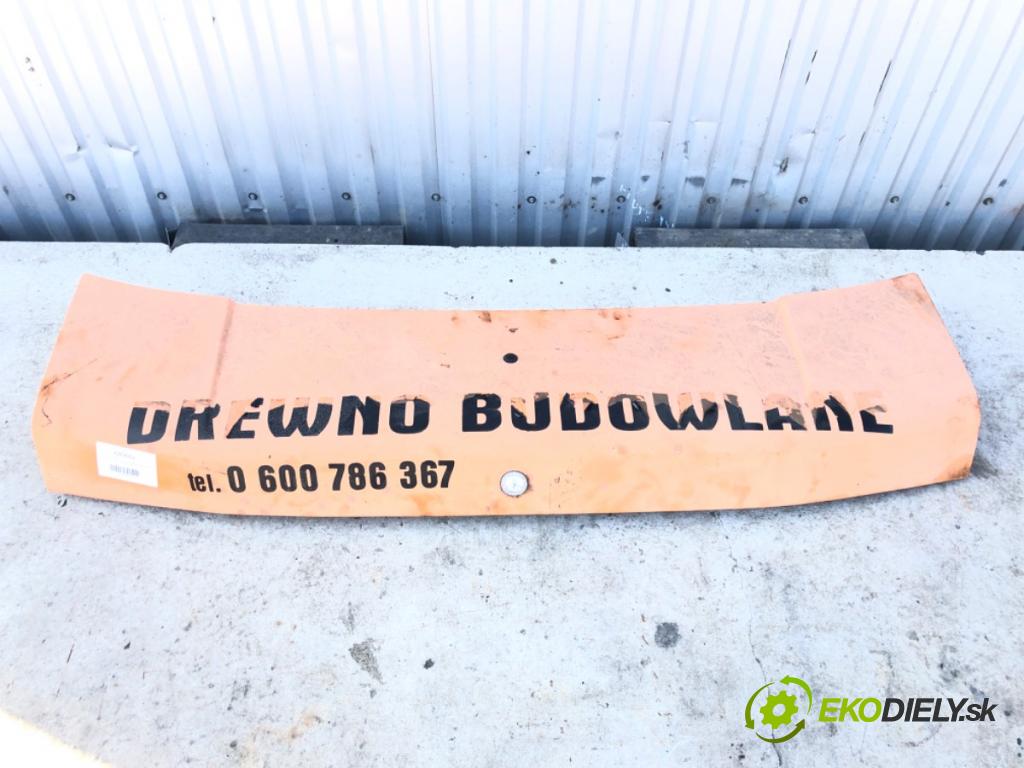 DREWNO BUDOWLANE
tel. 0 600 786 367
EKODIELY.sk